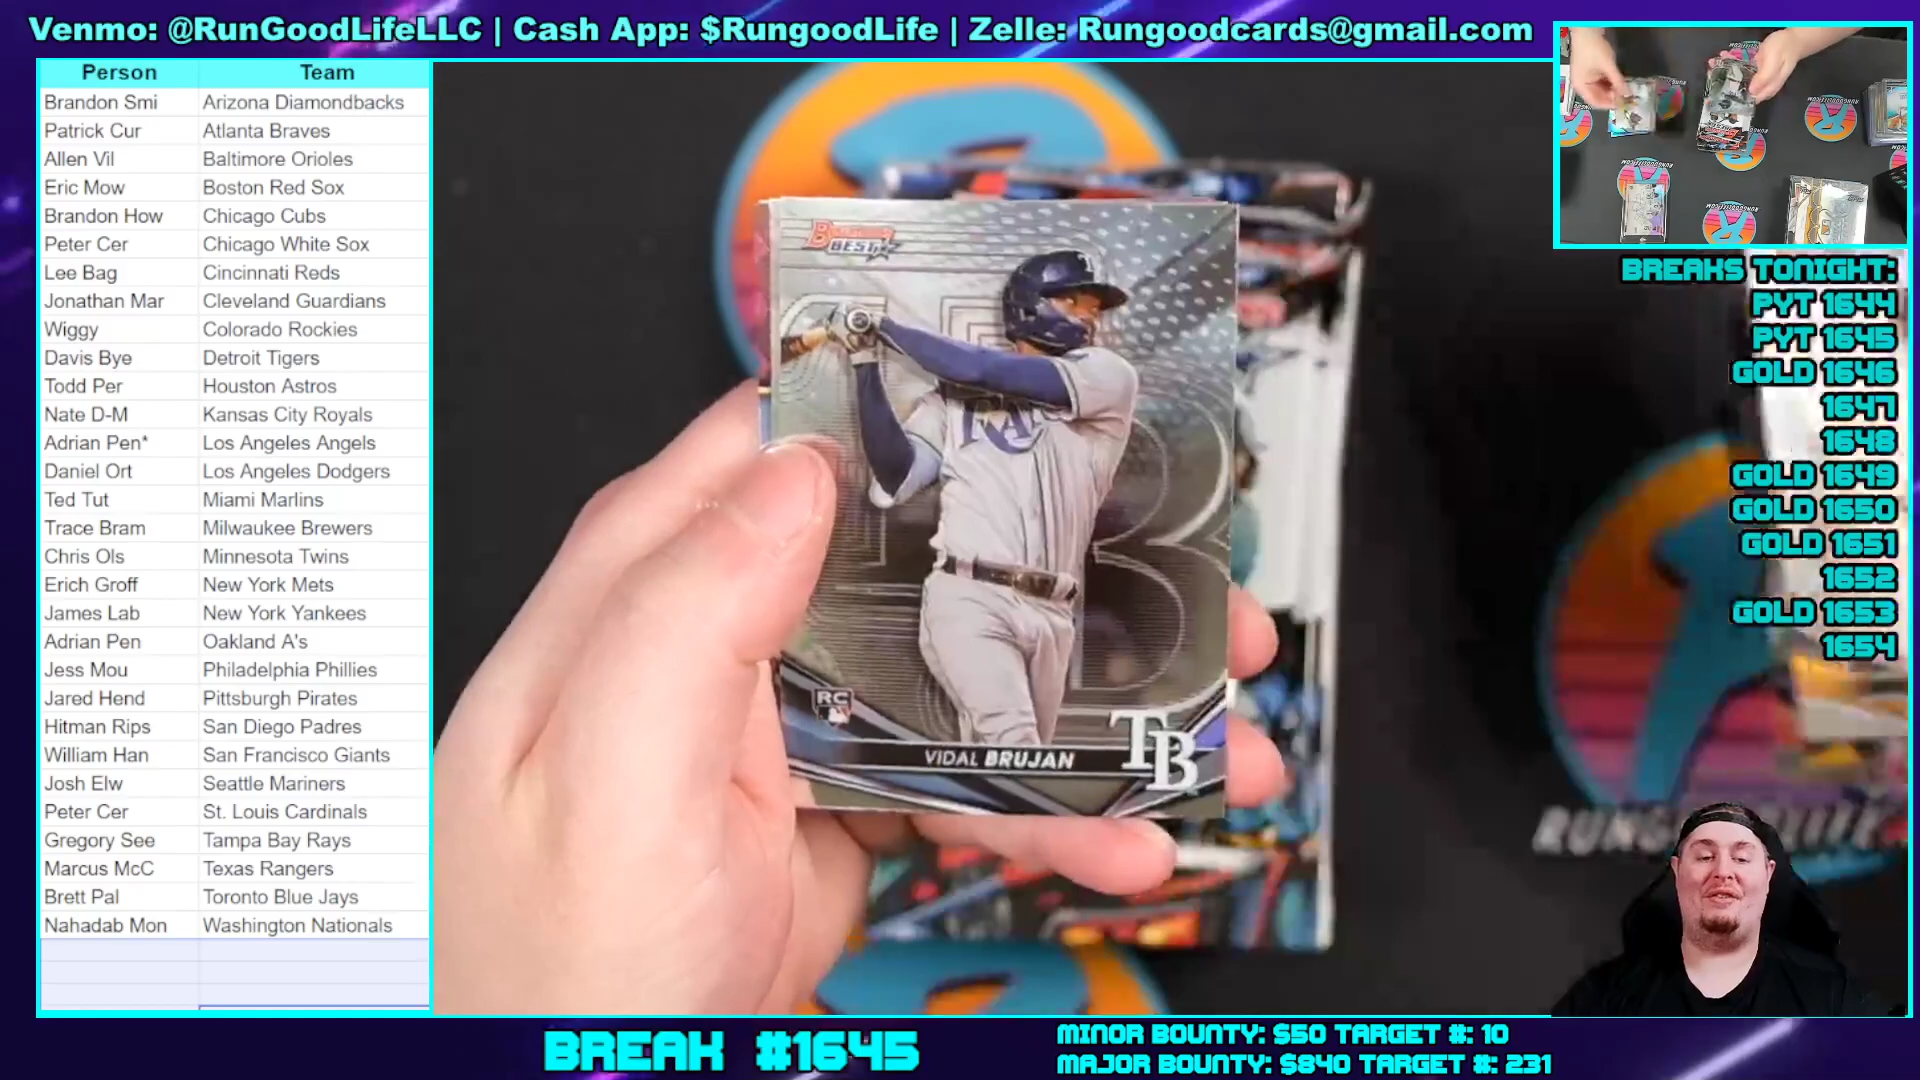 Venmo: @RunGoodLifeLLC | Cash App: $RungoodLife | Zelle: Rungoodcards@gmail.com
Person Team
Brandon Smi Arizona Diamondbacks
Patrick Cur Atlanta Braves
Allen Vil Baltimore Orioles
Eric Mow Boston Red Sox
Brandon How Chicago Cubs
Peter Cer Chicago White Sox
Lee Bag Cincinnati Reds
Jonathan Mar Cleveland Guardians
Wiggy Colorado Rockies
Davis Bye Detroit Tigers
Todd Per Houston Astros
Nate D-M Kansas City Royals
Adrian Pen* Los Angeles Angels
Daniel Ort Los Angeles Dodgers
Ted Tut Miami Marlins
Trace Bram Milwaukee Brewers
Chris Ols Minnesota Twins
Erich Groff New York Mets
James Lab New York Yankees
Adrian Pen Oakland A's
Jess Mou Philadelphia Phillies
Jared Hend Pittsburgh Pirates
Hitman Rips San Diego Padres
William Han San Francisco Giants
Josh Elw Seattle Mariners
Peter Cer St. Louis Cardinals
Gregory See Tampa Bay Rays
Marcus McC Texas Rangers
Brett Pal Toronto Blue Jays
Nahadab Mon Washington Nationals
BOWMAN'S
BEST
RC
VIDAL BRUJAN
TB
BREAKS TONIGHT:
PYT 1644
PYT 1645
GOLD 1646
1647
1648
GOLD 1649
GOLD 1650
GOLD 1651
1652
GOLD 1653
1654
BREAK #1645
MINOR BOUNTY: $50 TARGET #: 10
MAJOR BOUNTY: $840 TARGET #: 231